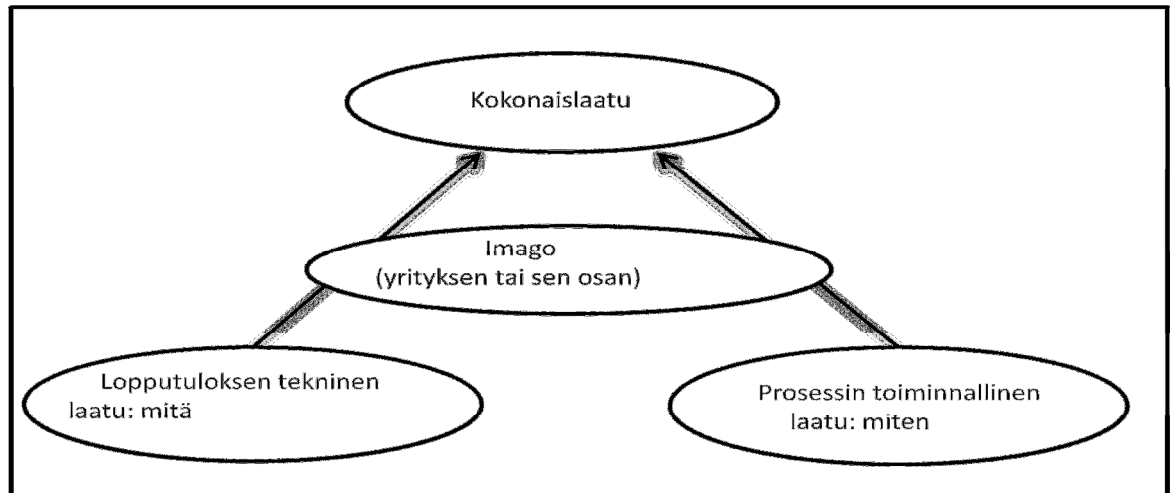 Kokonaislaatu
Imago
(yrityksen tai sen osan)
Lopputuloksen tekninen
laatu: mitä
Prosessin toiminnallinen
laatu: miten